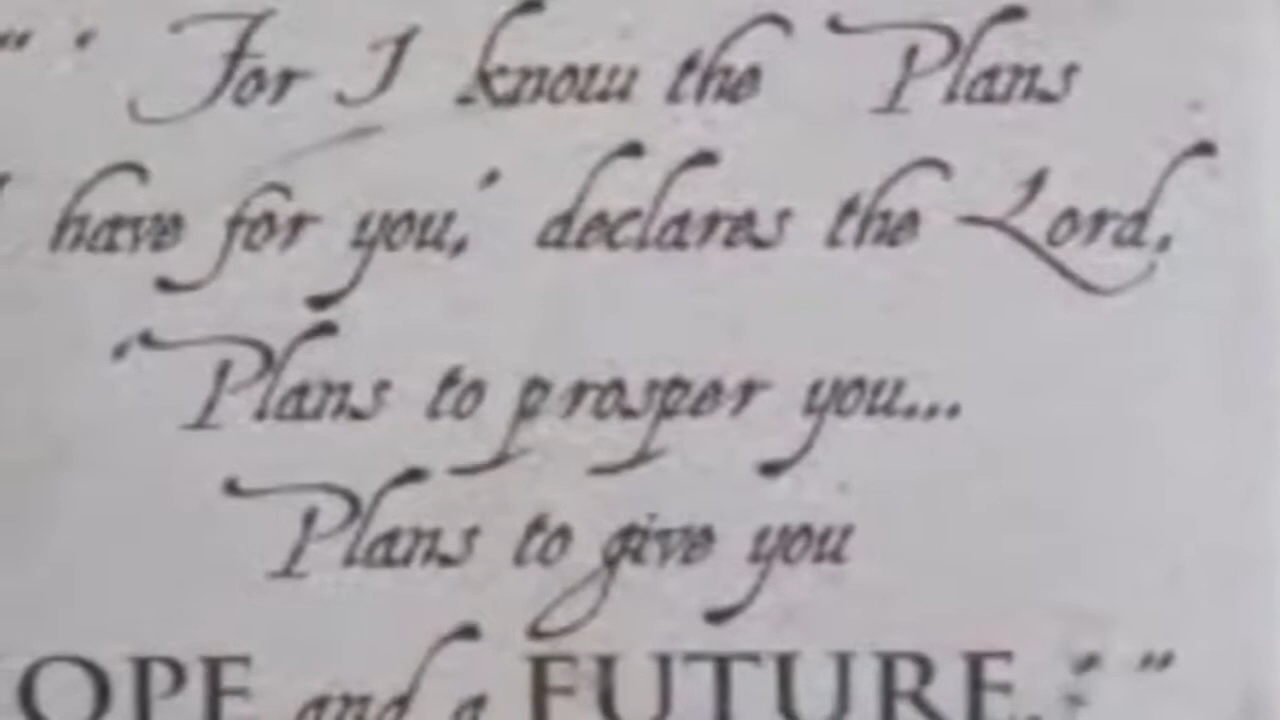 " ' For I know the Plans
have for you,' declares the Lord,
'Plans to prosper you...
Plans to give you
OPE and a FUTURE.' "